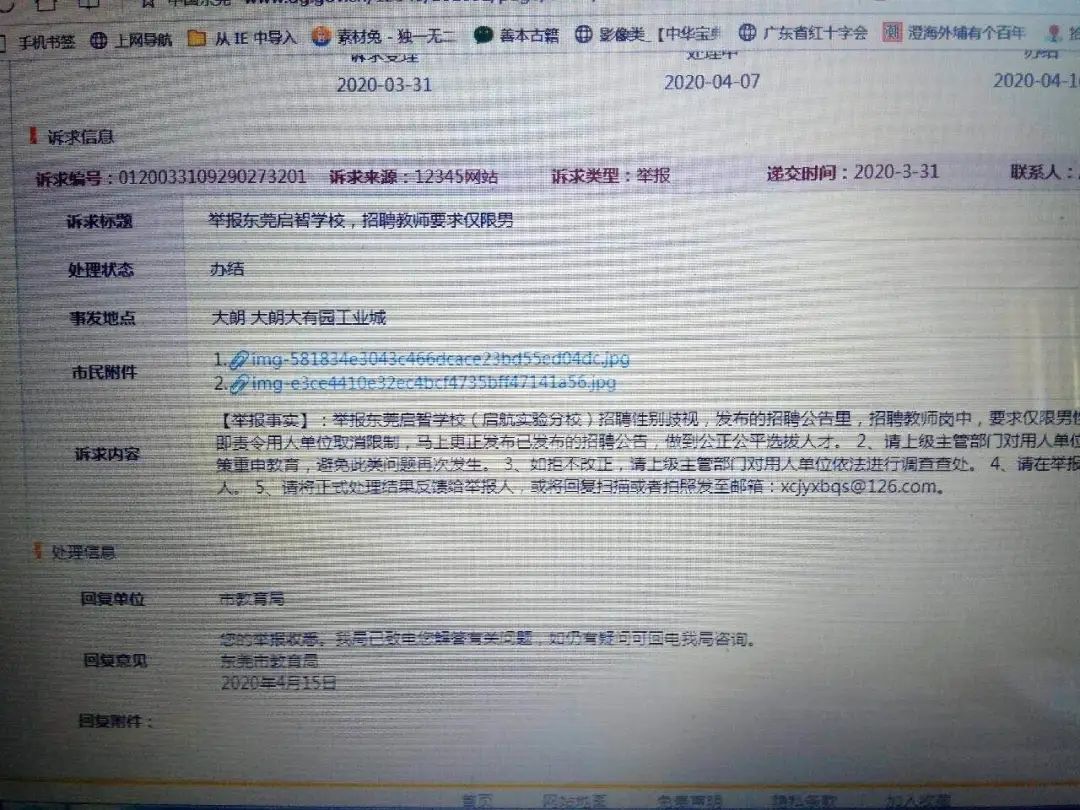 手机书签 上网导航 从 IE 中导入 素材兔 - 独一无二 善本古籍 影像类_【中华宝 广东省红十字会 澄海外埔有个百年
诉求受理 处理中 办结
2020-03-31 2020-04-07 2020-04-1
诉求信息
诉求编号：0120033109290273201 诉求来源：12345网站 诉求类型：举报 递交时间：2020-3-31 联系人：
诉求标题 举报东莞启智学校，招聘教师要求仅限男
处理状态 办结
事发地点 大朗 大朗大有园工业城
市民附件
1. img-581834e3043c466dcace23bd55ed04dc.jpg
2. img-e3ce4410e32ec4bcf4735bff47141a56.jpg
诉求内容
【举报事实】：举报东莞启智学校（启航实验分校）招聘性别歧视，发布的招聘公告里，招聘教师岗中，要求仅限男性
即责令用人单位取消限制，马上更正发布已发布的招聘公告，做到公正公平选拔人才。 2、请上级主管部门对用人单位
策重申教育，避免此类问题再次发生。 3、如拒不改正，请上级主管部门对用人单位依法进行调查查处。 4、请在举报
人。 5、请将正式处理结果反馈给举报人，或将回复扫描或者拍照发至邮箱：xcjyxbqs@126.com。
处理信息
回复单位 市教育局
回复意见
您的举报收悉。我局已致电您解答有关问题，如仍有疑问可回电我局咨询。
东莞市教育局
2020年4月15日
回复附件：
首页 网站地图 免责声明 隐私条款 加入收藏